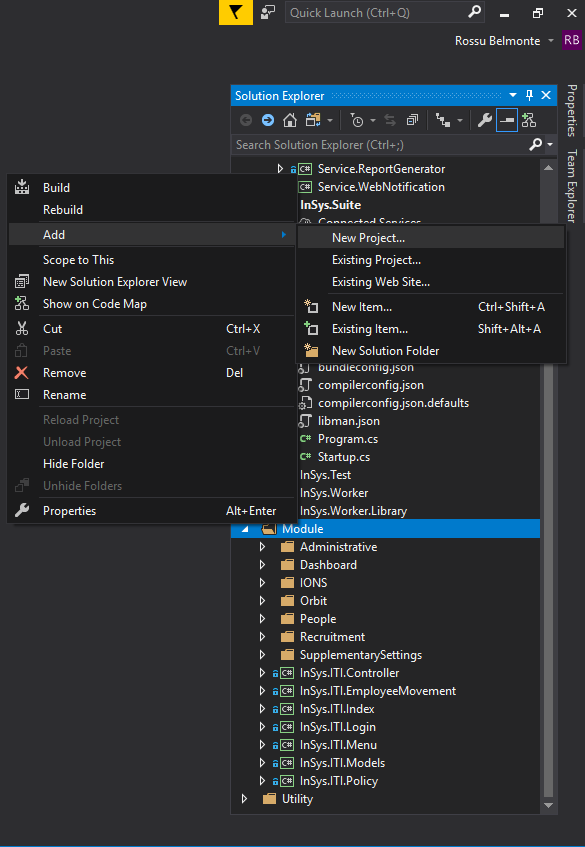 Quick Launch (Ctrl+Q)
Rossu Belmonte RB
Solution Explorer
Search Solution Explorer (Ctrl+;)
Service.ReportGenerator
Service.WebNotification
InSys.Suite
Connected Services
Build
Rebuild
Add
Scope to This
New Solution Explorer View
Show on Code Map
Cut Ctrl+X
Paste Ctrl+V
Remove Del
Rename
Reload Project
Unload Project
Hide Folder
Unhide Folders
Properties Alt+Enter
New Project...
Existing Project...
Existing Web Site...
New Item... Ctrl+Shift+A
Existing Item... Shift+Alt+A
New Solution Folder
bundleconfig.json
compilerconfig.json
compilerconfig.json.defaults
libman.json
C# Program.cs
C# Startup.cs
InSys.Test
InSys.Worker
InSys.Worker.Library
Module
Administrative
Dashboard
IONS
Orbit
People
Recruitment
SupplementarySettings
C# InSys.ITI.Controller
C# InSys.ITI.EmployeeMovement
C# InSys.ITI.Index
C# InSys.ITI.Login
C# InSys.ITI.Menu
C# InSys.ITI.Models
C# InSys.ITI.Policy
Utility
Properties
Team Explorer